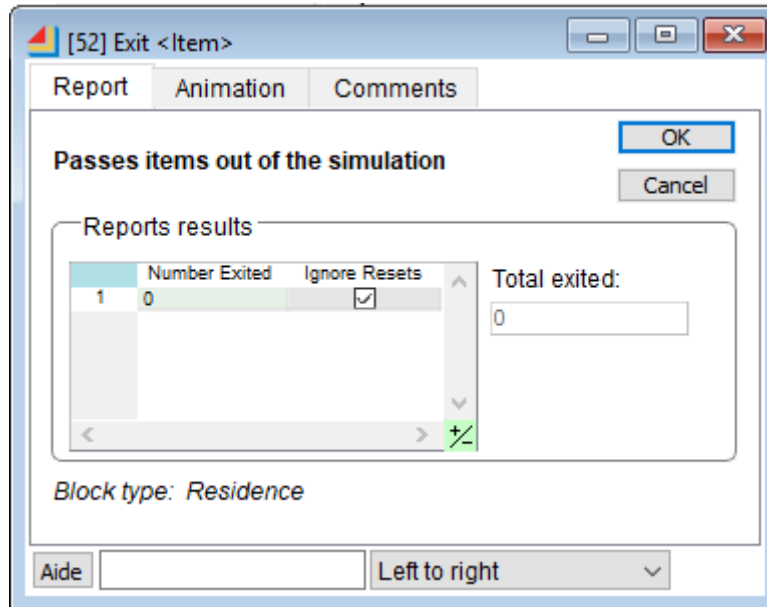 [52] Exit <Item>
Report Animation Comments
OK
Passes items out of the simulation
Cancel
Reports results
Number Exited Ignore Resets
Total exited:
1 0
0
+/-
Block type: Residence
Aide Left to right